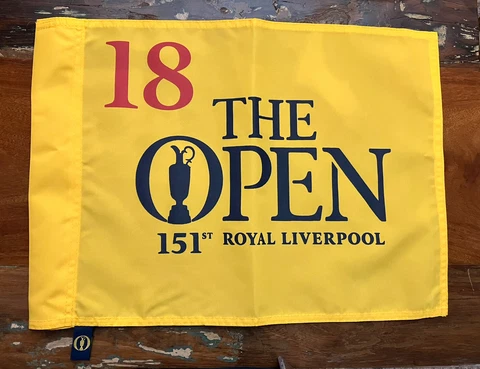 18
THE
OPEN
151ST ROYAL LIVERPOOL